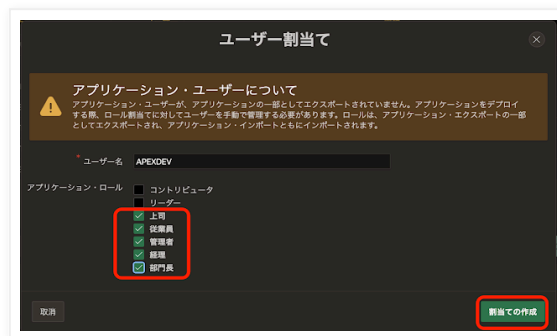 ユーザー割当て
アプリケーション・ユーザーについて
アプリケーション・ユーザーが、アプリケーションの一部としてエクスポートされていません。アプリケーションをデプロイ
する際、ロール割当てに対してユーザーを手動で管理する必要があります。ロールは、アプリケーション・エクスポートの一部
としてエクスポートされ、アプリケーション・インポートともにインポートされます。
* ユーザー名 APEXDEV
アプリケーション・ロール コントリビュータ
リーダー
上司
従業員
管理者
経理
部門長
取消 割当ての作成